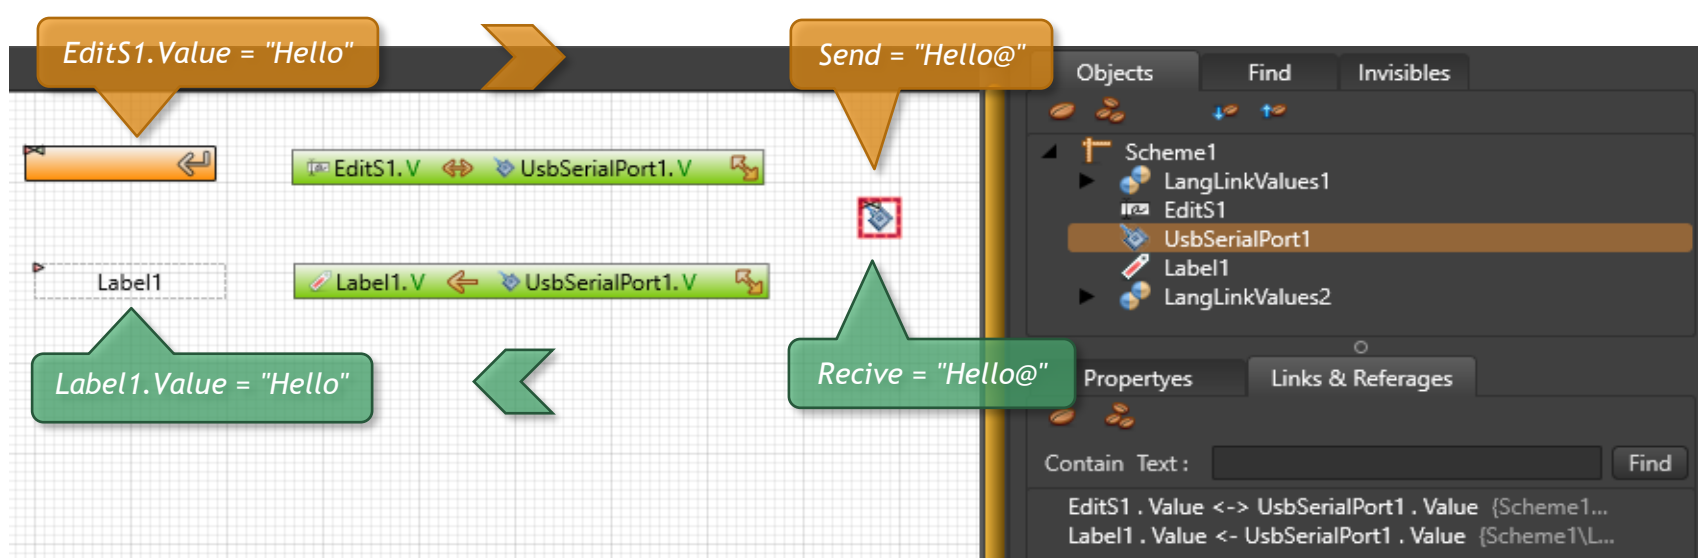 EditS1.Value = "Hello"
Send = "Hello@"
EditS1.V UsbSerialPort1.V
Label1
Label1.V UsbSerialPort1.V
Label1.Value = "Hello"
Recive = "Hello@"
Objects Find Invisibles
Scheme1
LangLinkValues1
EditS1
UsbSerialPort1
Label1
LangLinkValues2
Propertyes Links & Referages
Contain Text : Find
EditS1 . Value <-> UsbSerialPort1 . Value {Scheme1...
Label1 . Value <- UsbSerialPort1 . Value {Scheme1\L...